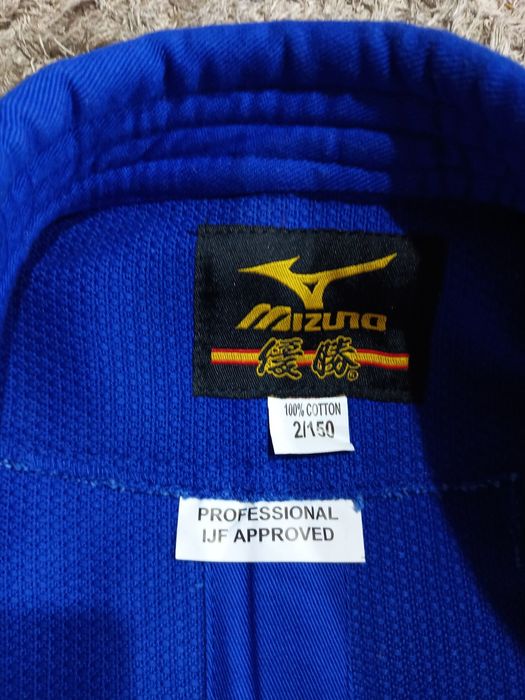 MIZUNO
優勝®
100% COTTON
2/150
PROFESSIONAL
IJF APPROVED